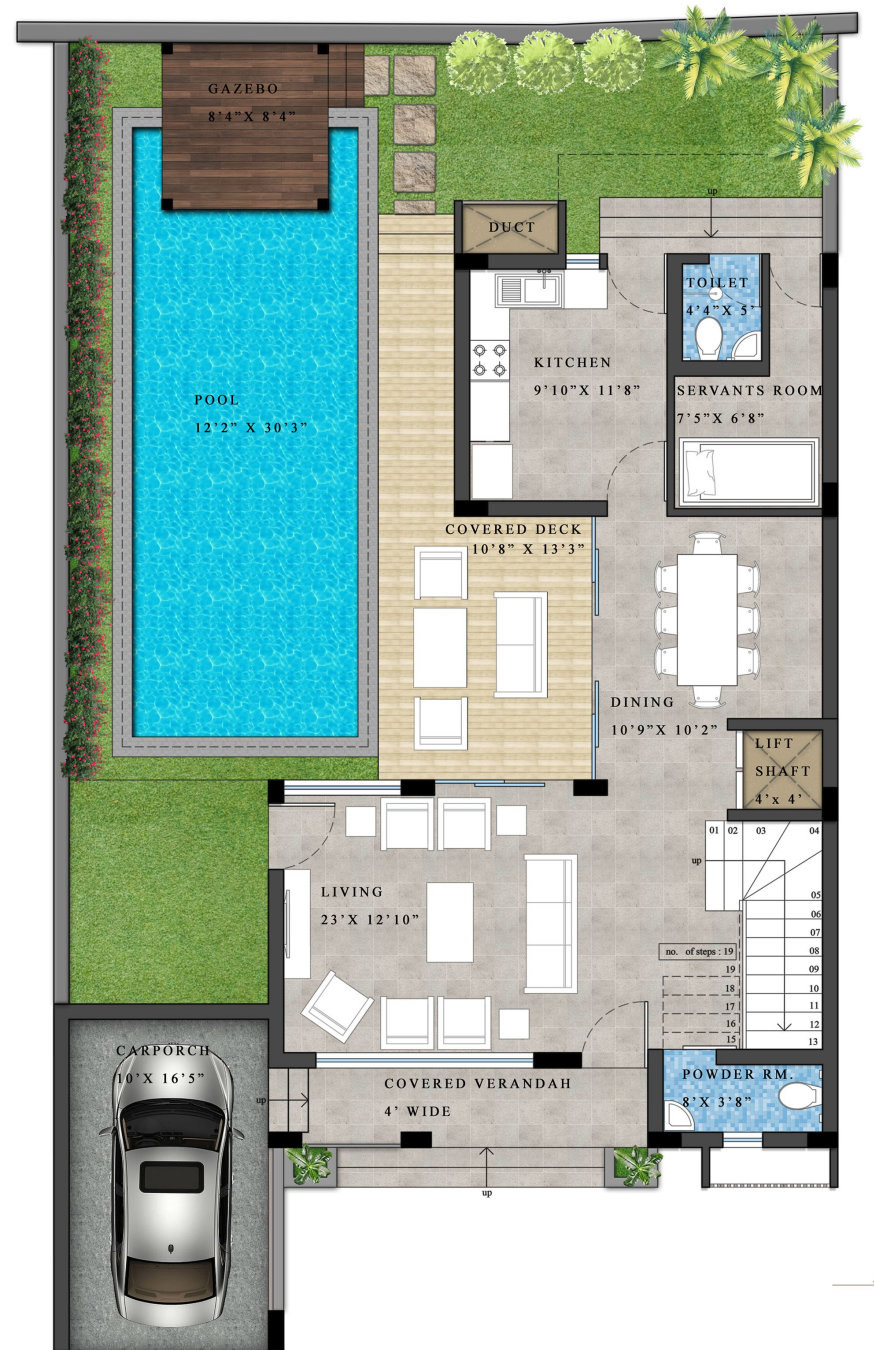 GAZEBO
8'4"X 8'4"
up
DUCT
TOILET
4'4"X 5'
KITCHEN
9'10"X 11'8"
SERVANTS ROOM
7'5"X 6'8"
POOL
12'2" X 30'3"
COVERED DECK
10'8" X 13'3"
DINING
10'9"X 10'2"
LIFT
SHAFT
4'x 4'
01 02 03 04
up
05
06
07
08
09
10
11
12
13
no. of steps : 19
19
18
17
16
15
LIVING
23'X 12'10"
CARPORCH
10'X 16'5"
up
COVERED VERANDAH
4' WIDE
POWDER RM.
8'X 3'8"
up